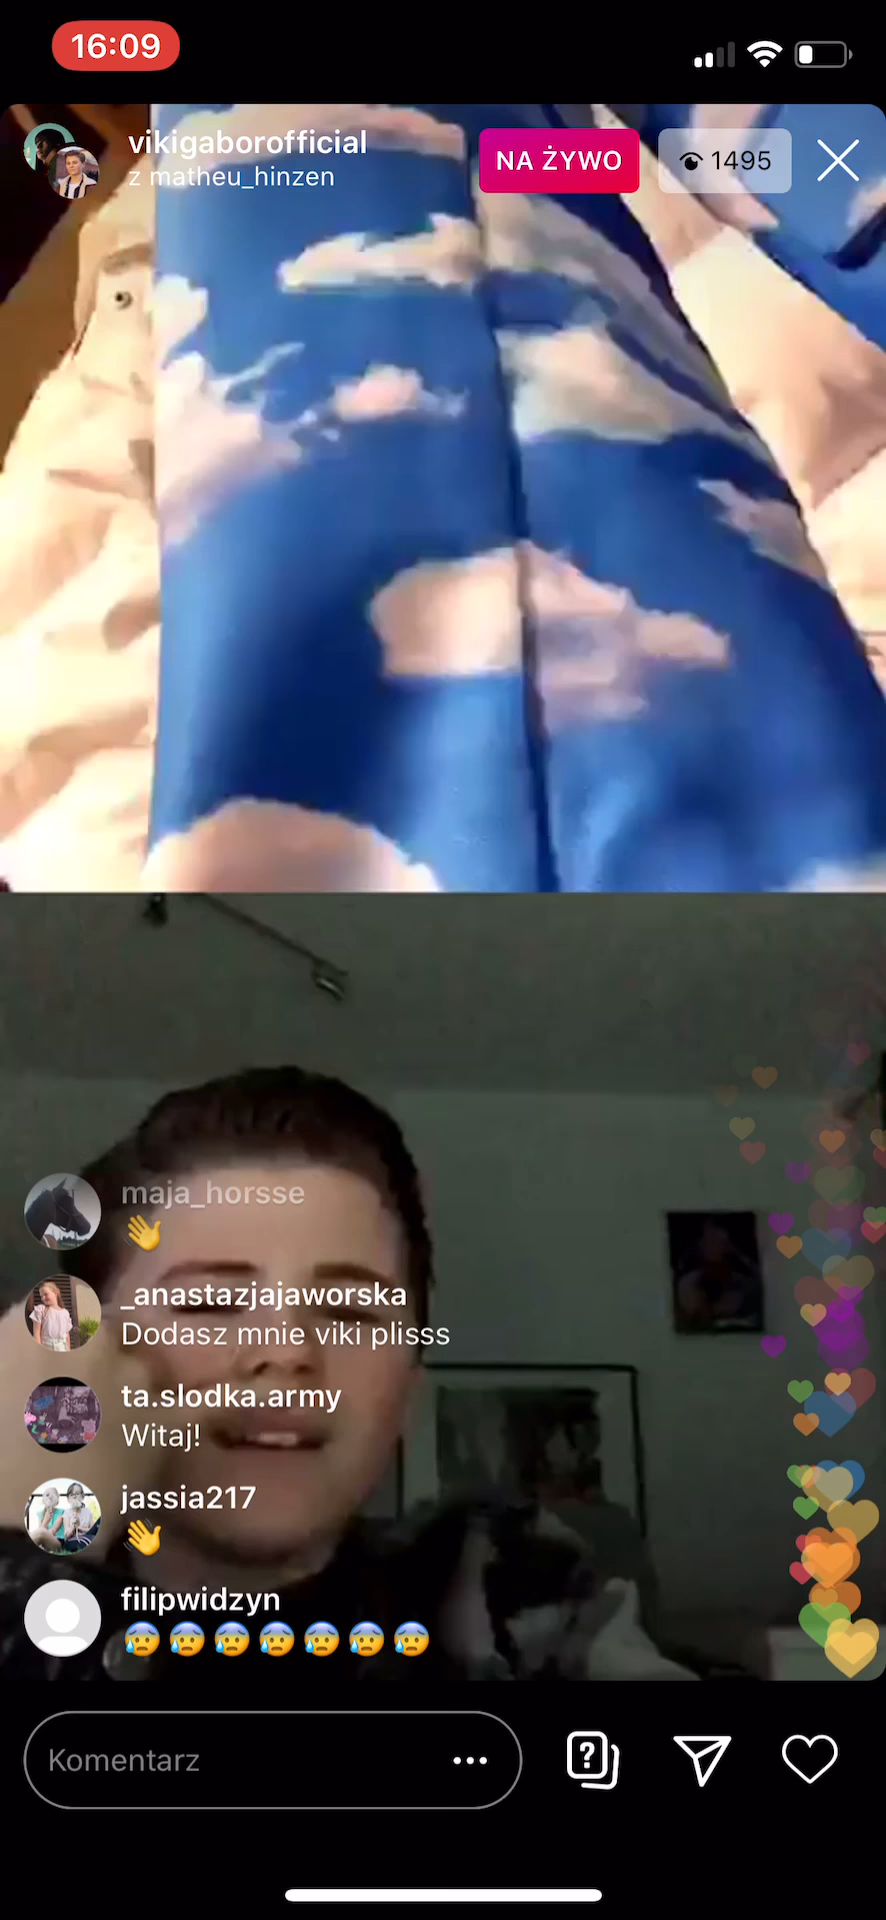 16:09
vikigaborofficial
z matheu_hinzen
NA ŻYWO
1495
maja_horsse
👋
_anastazjajaworska
Dodasz mnie viki plisss
ta.slodka.army
Witaj!
jassia217
👋
filipwidzyn
😰😰😰😰😰😰😰
Komentarz